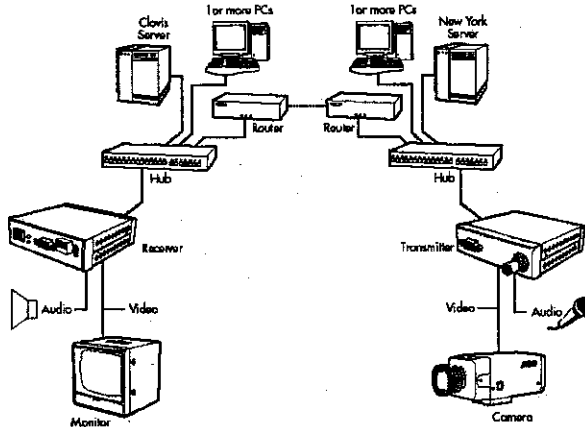 1 or more PCs
1 or more PCs
Clovis
Server
New York
Server
Router
Router
Hub
Hub
Receiver
Transmitter
Audio
Video
Video
Audio
Monitor
Camera